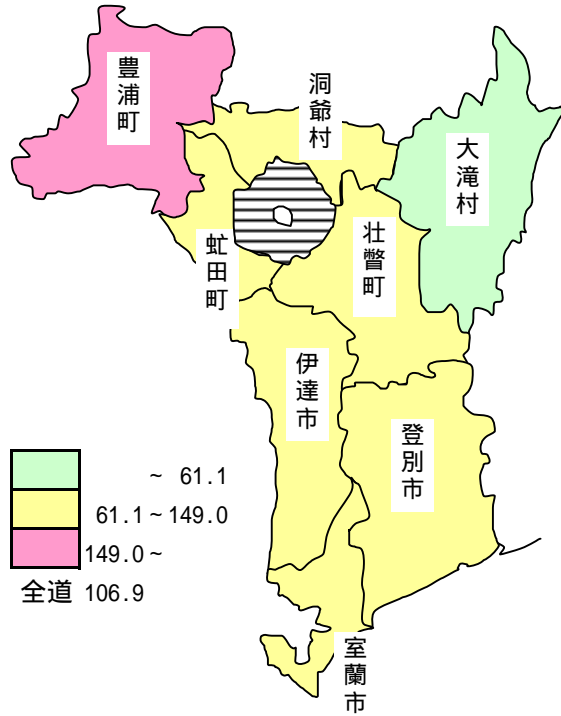 豊浦町
洞爺村
大滝村
虻田町
壮瞥町
伊達市
登別市
～ 61.1
61.1～149.0
149.0～
全道 106.9
室蘭市